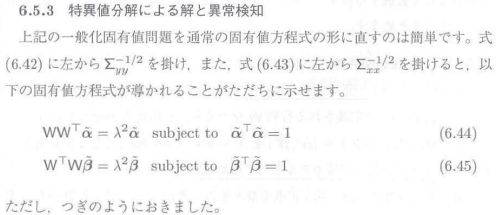 6.5.3 特異値分解による解と異常検知
上記の一般化固有値問題を通常の固有値方程式の形に直すのは簡単です。式
(6.42) に左から Σ_{yy}^{-1/2} を掛け，また，式 (6.43) に左から Σ_{xx}^{-1/2} を掛けると，以
下の固有値方程式が導かれることがただちに示せます。
WW^⊤α̃ = λ²α̃ subject to α̃^⊤α̃ = 1 (6.44)
W^⊤Wβ̃ = λ²β̃ subject to β̃^⊤β̃ = 1 (6.45)
ただし，つぎのようにおきました。